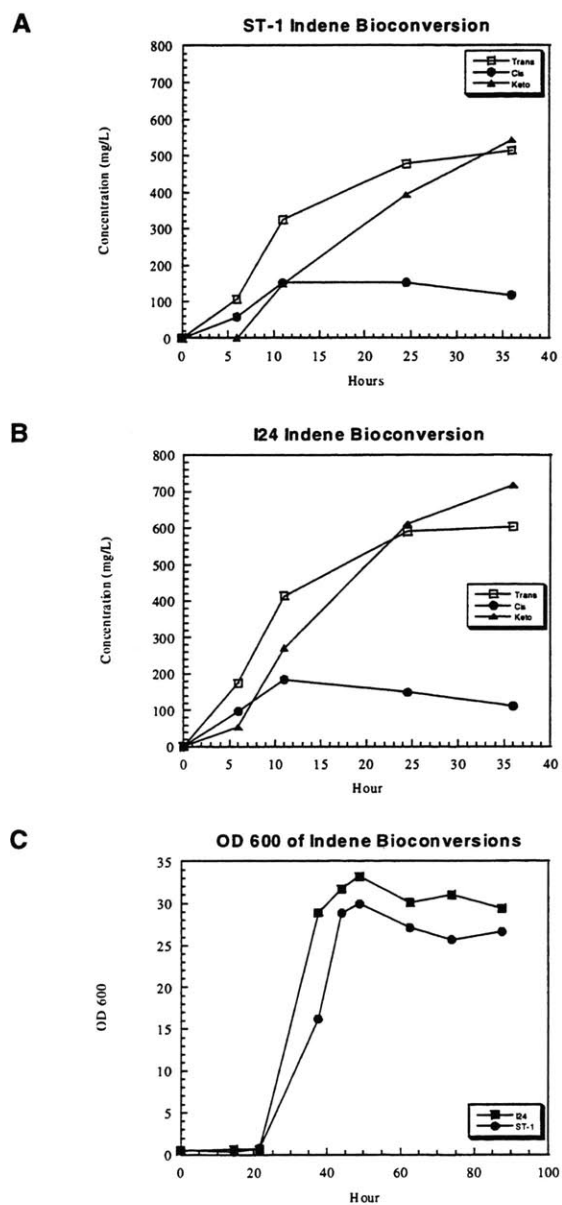 A
ST-1 Indene Bioconversion
800
700
600
500
400
300
200
100
0
Concentration (mg/L)
Trans
Cis
Keto
0 5 10 15 20 25 30 35 40
Hours
B
I24 Indene Bioconversion
800
700
600
500
400
300
200
100
0
Concentration (mg/L)
Trans
Cis
Keto
0 5 10 15 20 25 30 35 40
Hour
C
OD 600 of Indene Bioconversions
35
30
25
20
15
10
5
0
OD 600
I24
ST-1
0 20 40 60 80 100
Hour